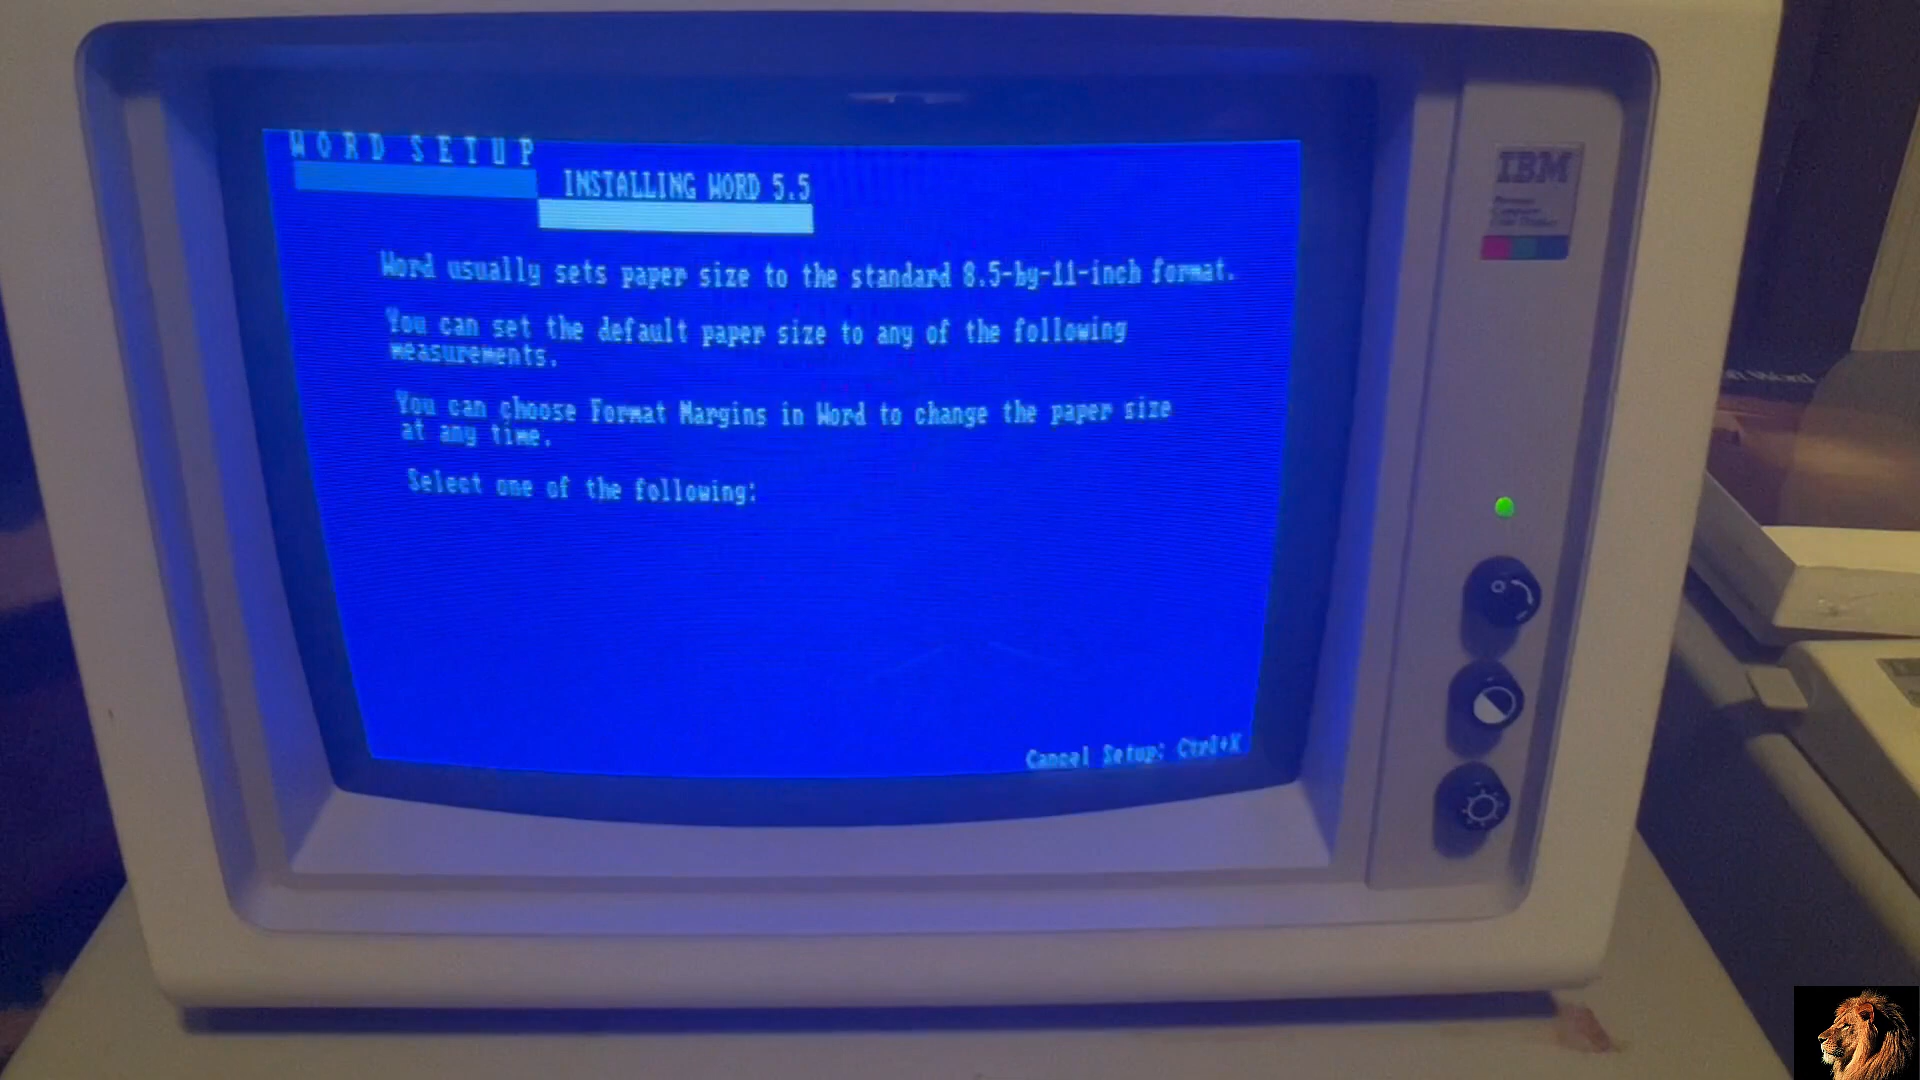 WORD SETUP
INSTALLING WORD 5.5
Word usually sets paper size to the standard 8.5-by-11-inch format.
You can set the default paper size to any of the following
measurements.
You can choose Format Margins in Word to change the paper size
at any time.
Select one of the following:
Cancel Setup: Ctrl+X
IBM
Personal
Computer